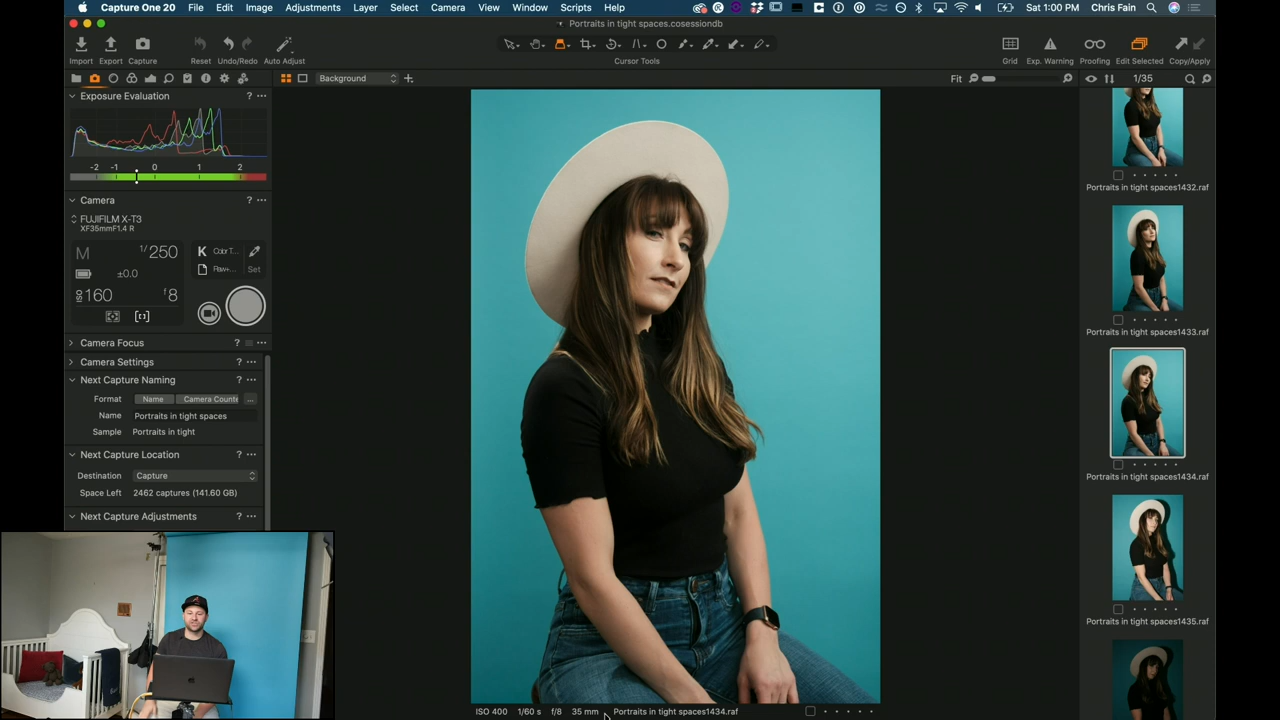 Capture One 20 File Edit Image Adjustments Layer Select Camera View Window Scripts Help Sat 1:00 PM Chris Fain
Portraits in tight spaces.cosessiondb
Import Export Capture Reset Undo/Redo Auto Adjust Cursor Tools Grid Exp. Warning Proofing Edit Selected Copy/Apply
Background Fit 1/35
Exposure Evaluation ? ...
-2 -1 0 1 2
Camera ? ...
FUJIFILM X-T3
XF35mmF1.4 R
M 1/250 K Color T...
±0.0 Raw+... Set
ISO 160 f8
Camera Focus ? ...
Camera Settings ? ...
Next Capture Naming ? ...
Format Name Camera Counte ...
Name Portraits in tight spaces
Sample Portraits in tight
Next Capture Location ? ...
Destination Capture
Space Left 2462 captures (141.60 GB)
Next Capture Adjustments ? ...
Portraits in tight spaces1432.raf
Portraits in tight spaces1433.raf
Portraits in tight spaces1434.raf
Portraits in tight spaces1435.raf
ISO 400 1/60 s f/8 35 mm Portraits in tight spaces1434.raf